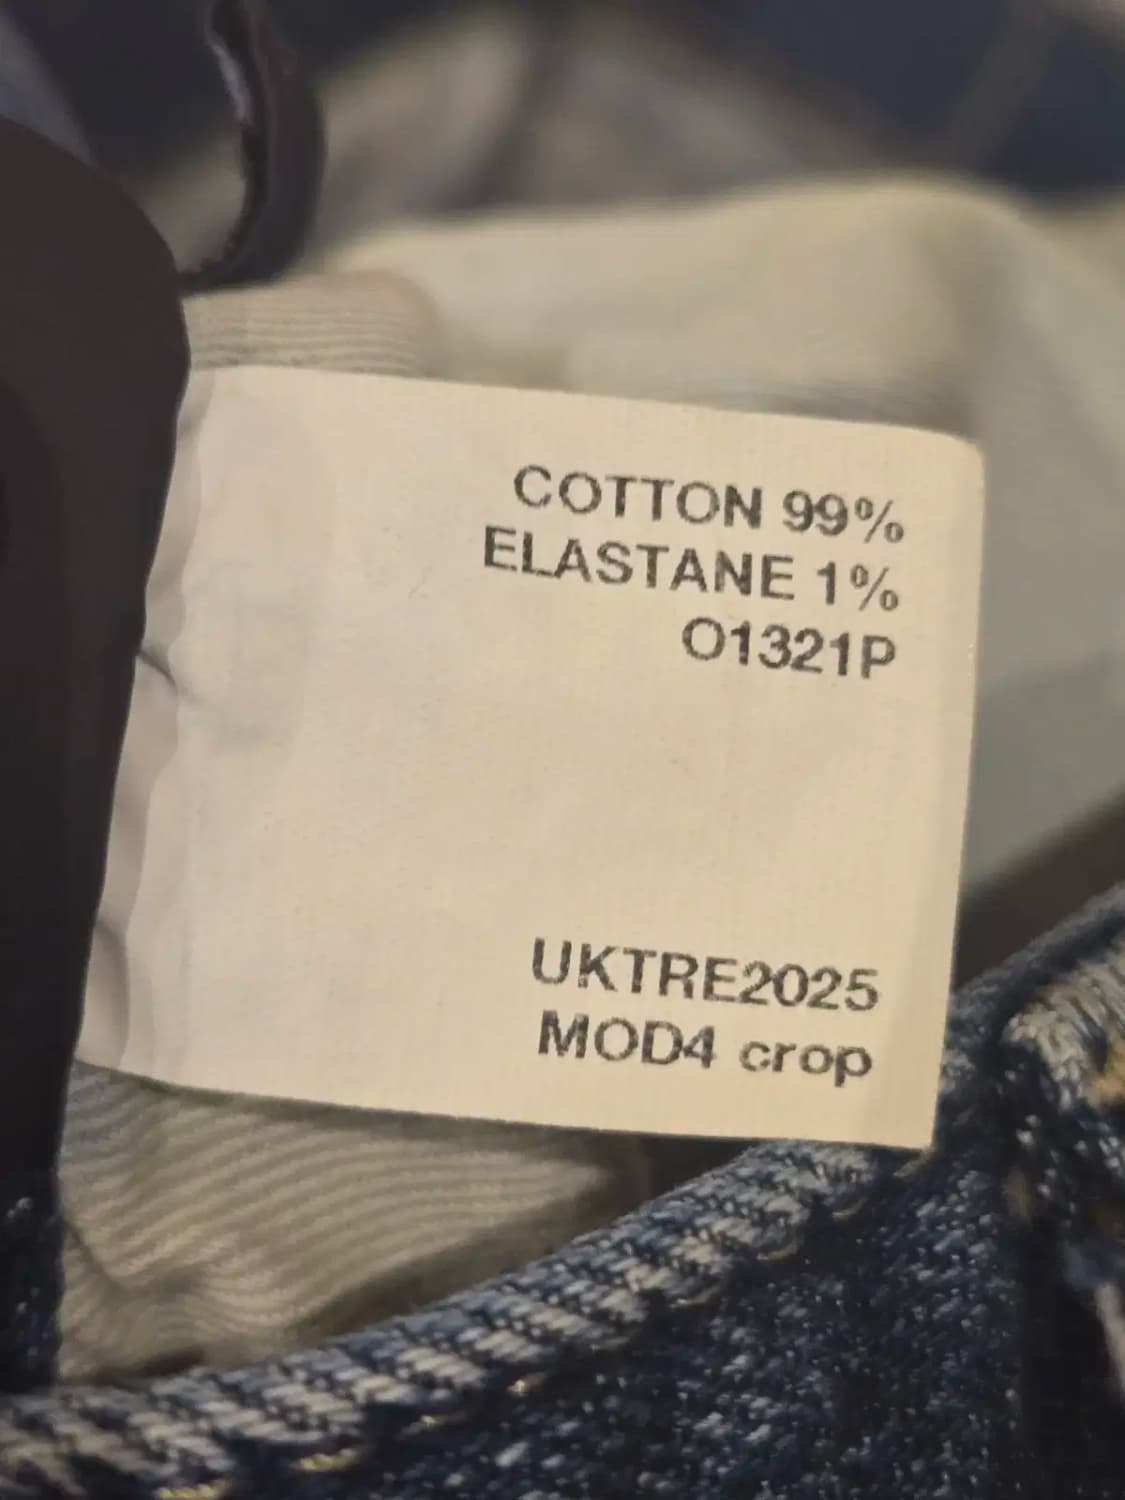 COTTON 99%
ELASTANE 1%
O1321P
UKTRE2025
MOD4 crop